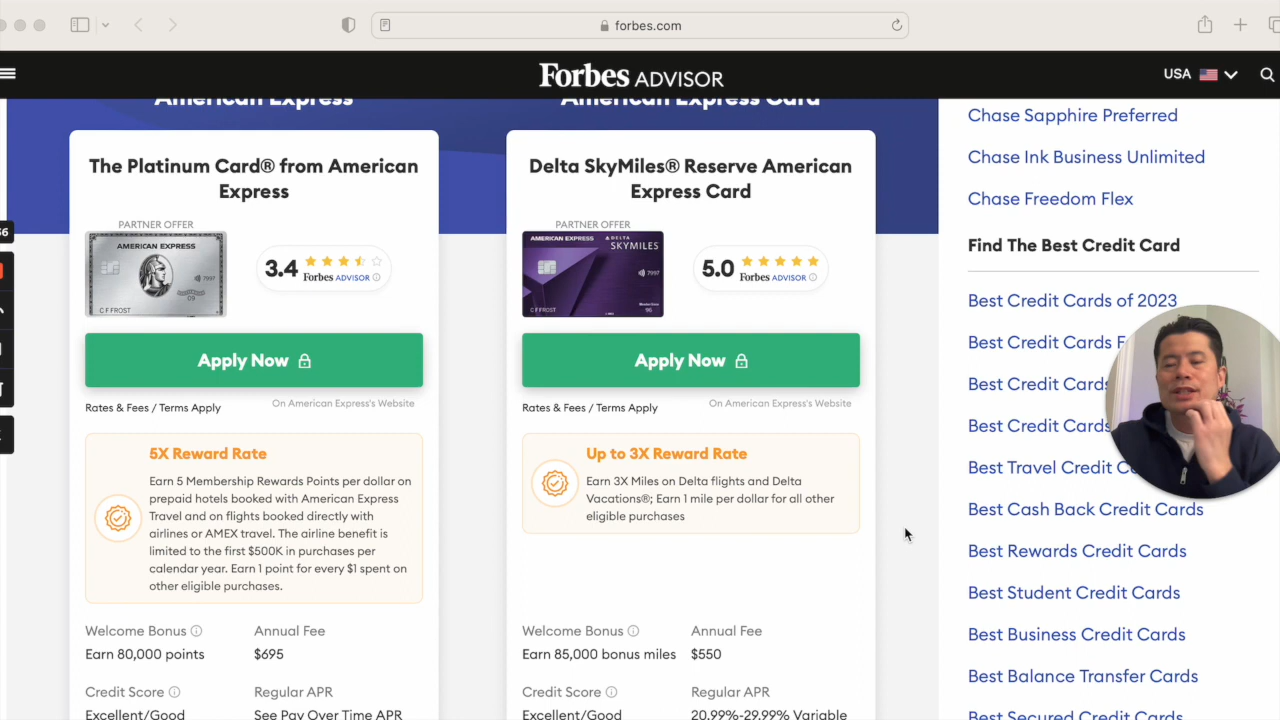 forbes.com
Forbes ADVISOR
USA
American Express
American Express Card
The Platinum Card® from American
Express
PARTNER OFFER
AMERICAN EXPRESS
7997
09
C F FROST
3.4
Forbes ADVISOR
Apply Now
Rates & Fees / Terms Apply
On American Express's Website
5X Reward Rate
Earn 5 Membership Rewards Points per dollar on
prepaid hotels booked with American Express
Travel and on flights booked directly with
airlines or AMEX travel. The airline benefit is
limited to the first $500K in purchases per
calendar year. Earn 1 point for every $1 spent on
other eligible purchases.
Welcome Bonus
Earn 80,000 points
Annual Fee
$695
Credit Score
Excellent/Good
Regular APR
See Pay Over Time APR
Delta SkyMiles® Reserve American
Express Card
PARTNER OFFER
AMERICAN EXPRESS
DELTA
SKYMILES
7997
C F FROST
96
5.0
Forbes ADVISOR
Apply Now
Rates & Fees / Terms Apply
On American Express's Website
Up to 3X Reward Rate
Earn 3X Miles on Delta flights and Delta
Vacations®; Earn 1 mile per dollar for all other
eligible purchases
Welcome Bonus
Earn 85,000 bonus miles
Annual Fee
$550
Credit Score
Excellent/Good
Regular APR
20.99%-29.99% Variable
Chase Sapphire Preferred
Chase Ink Business Unlimited
Chase Freedom Flex
Find The Best Credit Card
Best Credit Cards of 2023
Best Credit Cards
Best Credit Cards
Best Credit Cards
Best Travel Credit
Best Cash Back Credit Cards
Best Rewards Credit Cards
Best Student Credit Cards
Best Business Credit Cards
Best Balance Transfer Cards
Best Secured Credit Cards